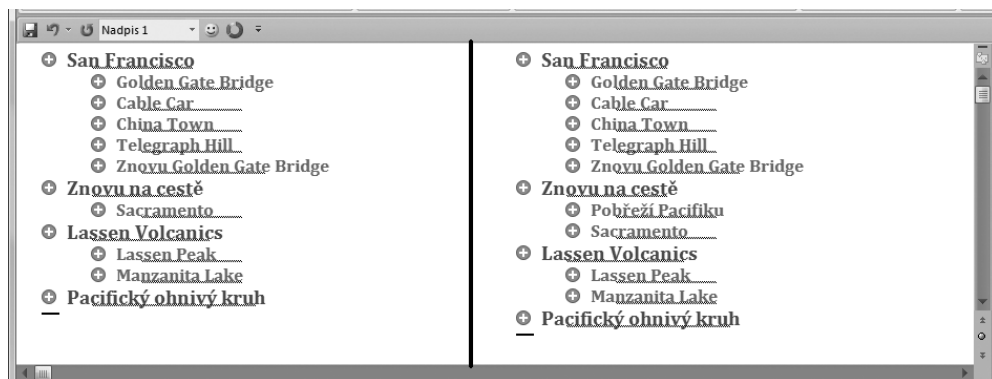 Nadpis 1
San Francisco
Golden Gate Bridge
Cable Car
China Town
Telegraph Hill
Znovu Golden Gate Bridge
Znovu na cestě
Sacramento
Lassen Volcanics
Lassen Peak
Manzanita Lake
Pacifický ohnivý kruh
San Francisco
Golden Gate Bridge
Cable Car
China Town
Telegraph Hill
Znovu Golden Gate Bridge
Znovu na cestě
Pobřeží Pacifiku
Sacramento
Lassen Volcanics
Lassen Peak
Manzanita Lake
Pacifický ohnivý kruh